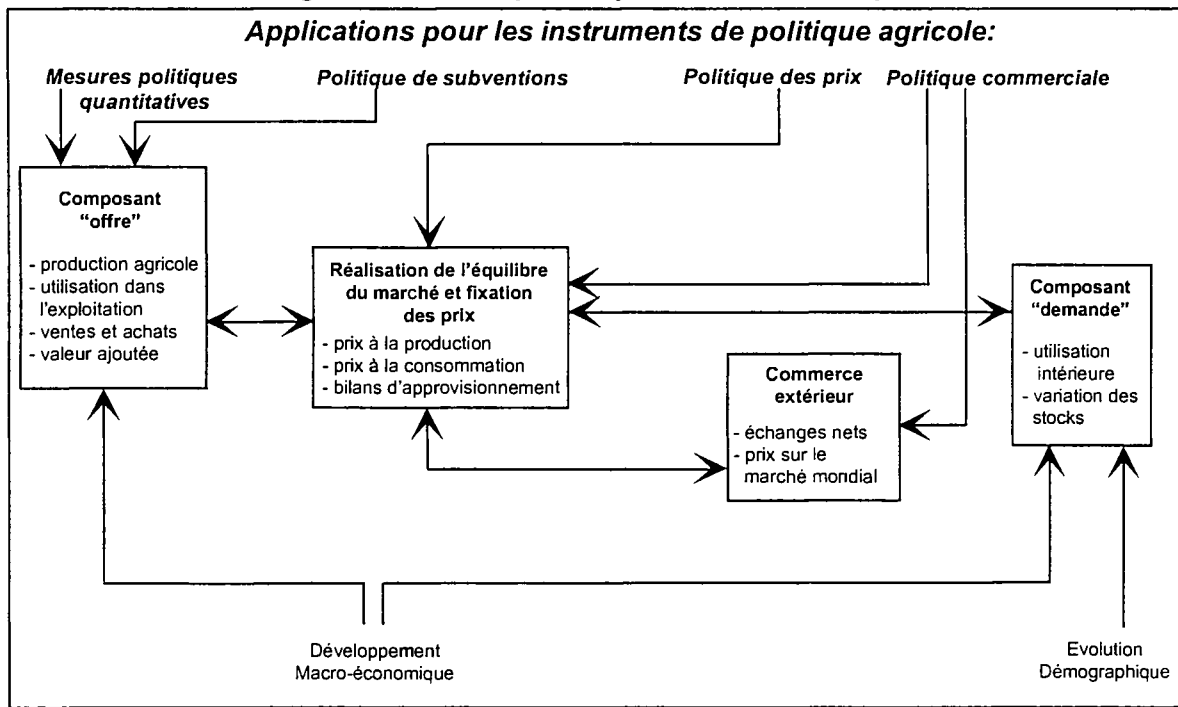 Applications pour les instruments de politique agricole:
Mesures politiques
quantitatives
Politique de subventions
Politique des prix
Politique commerciale
Composant
“offre”
- production agricole
- utilisation dans
l'exploitation
- ventes et achats
- valeur ajoutée
Réalisation de l'équilibre
du marché et fixation
des prix
- prix à la production
- prix à la consommation
- bilans d'approvisionnement
Commerce
extérieur
- échanges nets
- prix sur le
marché mondial
Composant
“demande”
- utilisation
intérieure
- variation des
stocks
Développement
Macro-économique
Evolution
Démographique